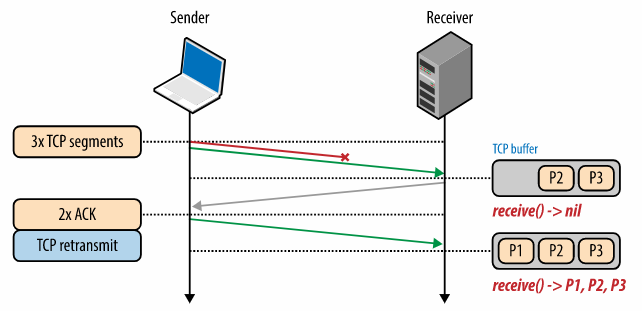 Sender
Receiver
3x TCP segments
TCP buffer
P2 P3
receive() -> nil
2x ACK
TCP retransmit
P1 P2 P3
receive() -> P1, P2, P3